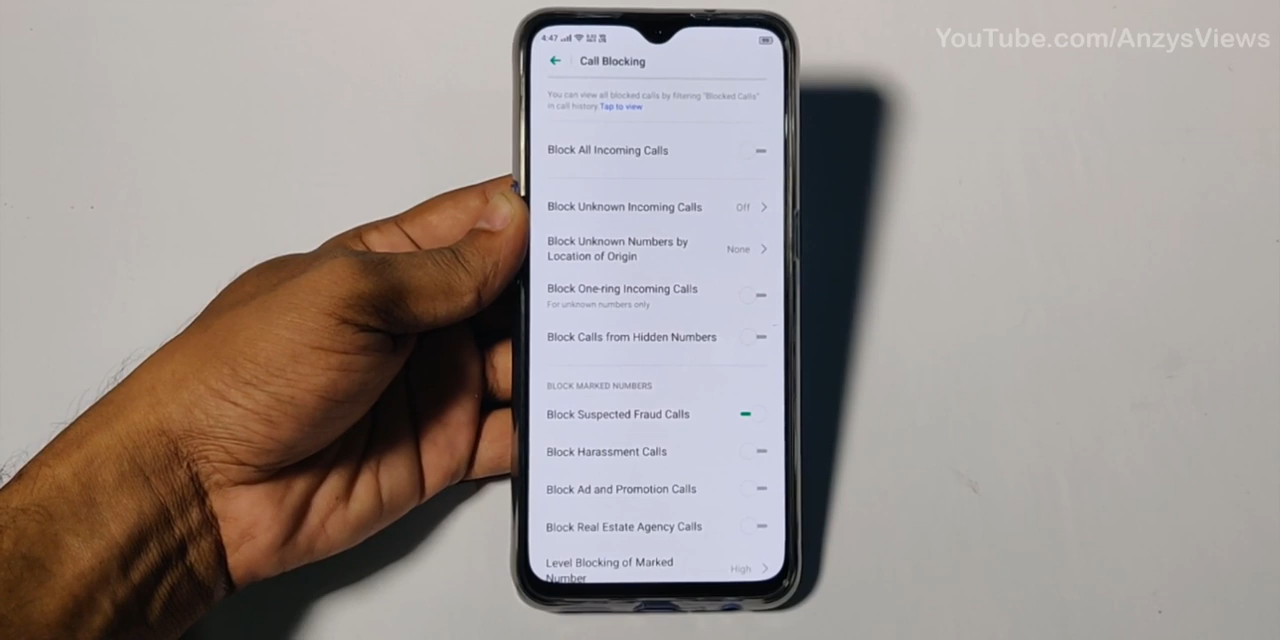 YouTube.com/AnzysViews
4:47
Call Blocking
You can view all blocked calls by filtering "Blocked Calls"
in call history.Tap to view
Block All Incoming Calls
Block Unknown Incoming Calls Off
Block Unknown Numbers by
Location of Origin
None
Block One-ring Incoming Calls
For unknown numbers only
Block Calls from Hidden Numbers
BLOCK MARKED NUMBERS
Block Suspected Fraud Calls
Block Harassment Calls
Block Ad and Promotion Calls
Block Real Estate Agency Calls
Level Blocking of Marked
Number
High